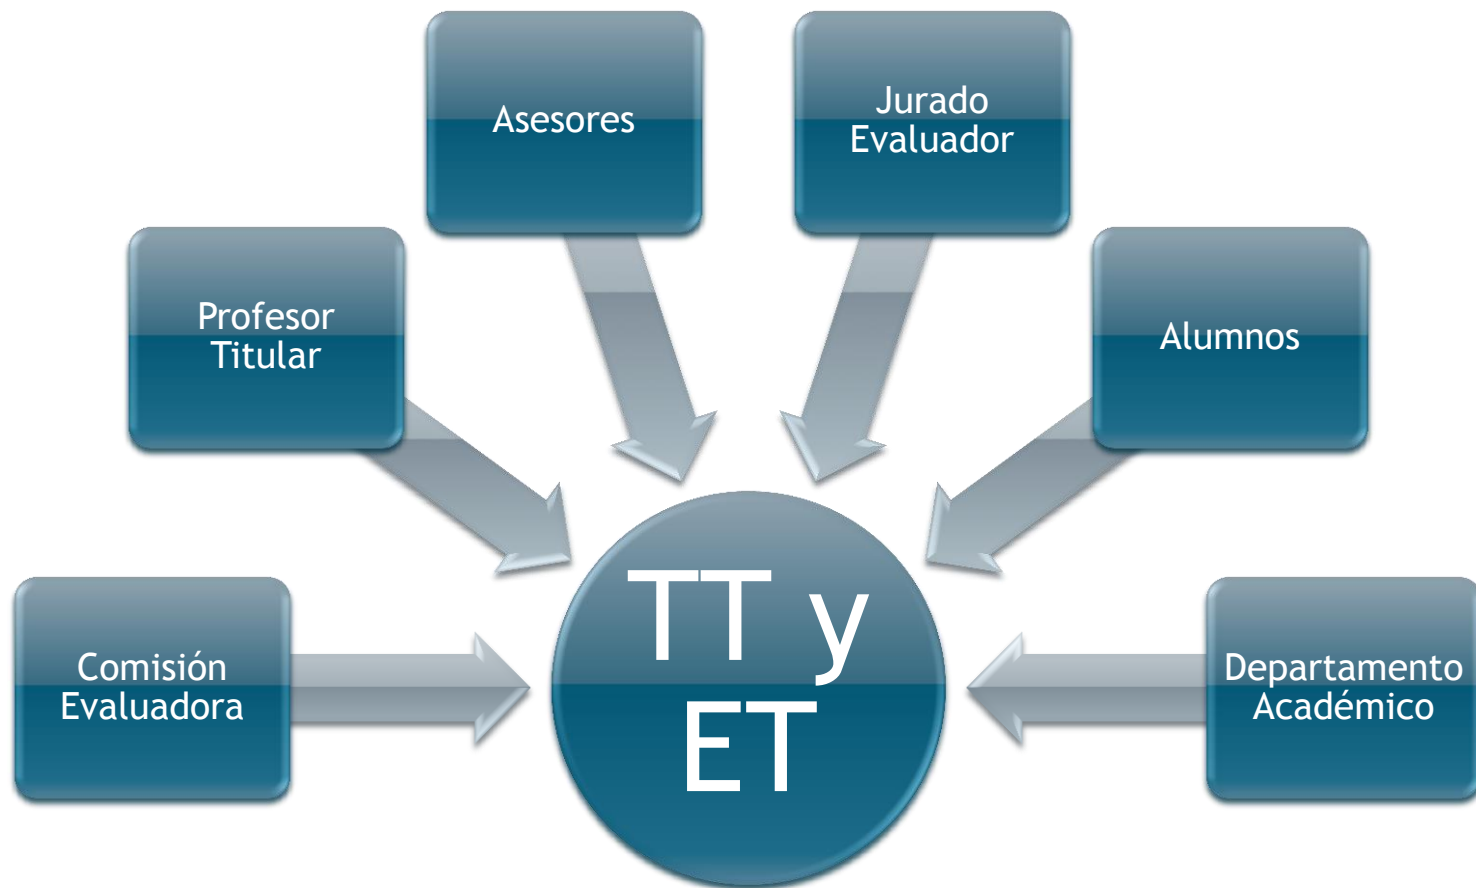 Asesores
Jurado
Evaluador
Profesor
Titular
Alumnos
Comisión
Evaluadora
TT y
ET
Departamento
Académico